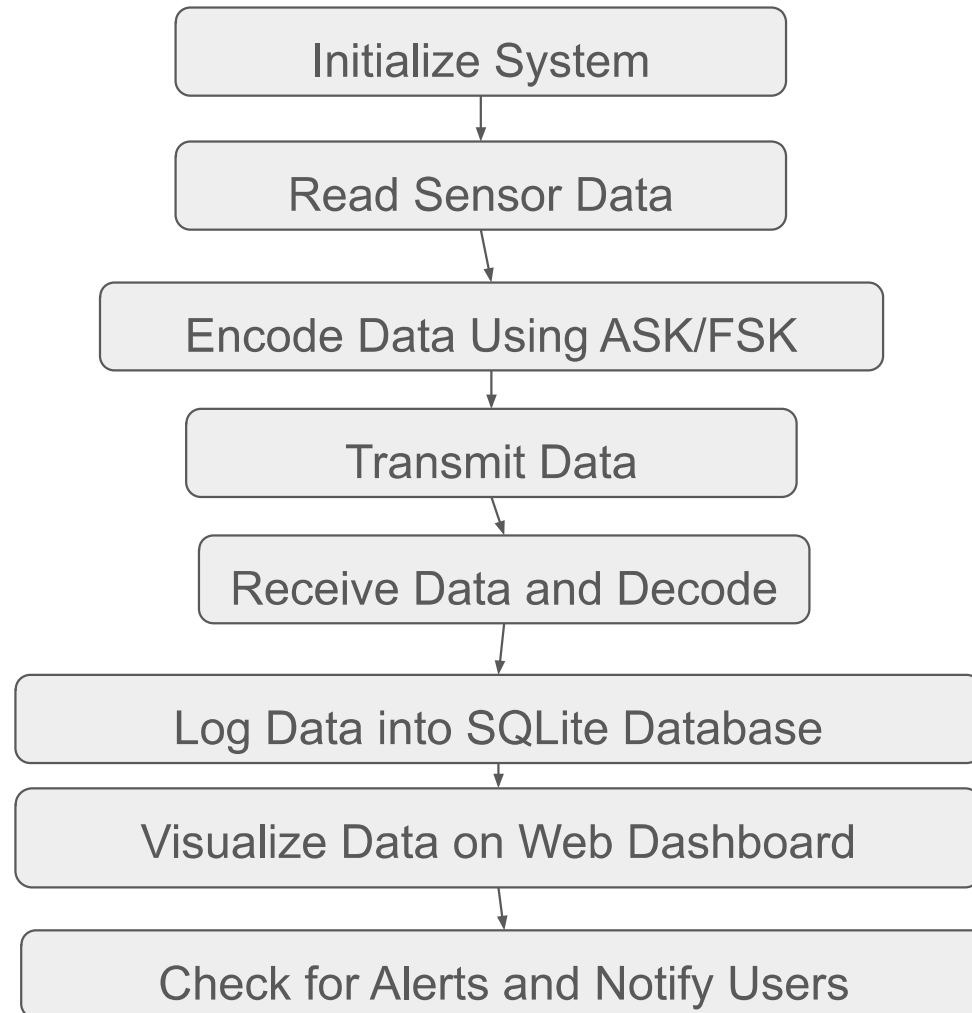 Initialize System
Read Sensor Data
Encode Data Using ASK/FSK
Transmit Data
Receive Data and Decode
Log Data into SQLite Database
Visualize Data on Web Dashboard
Check for Alerts and Notify Users